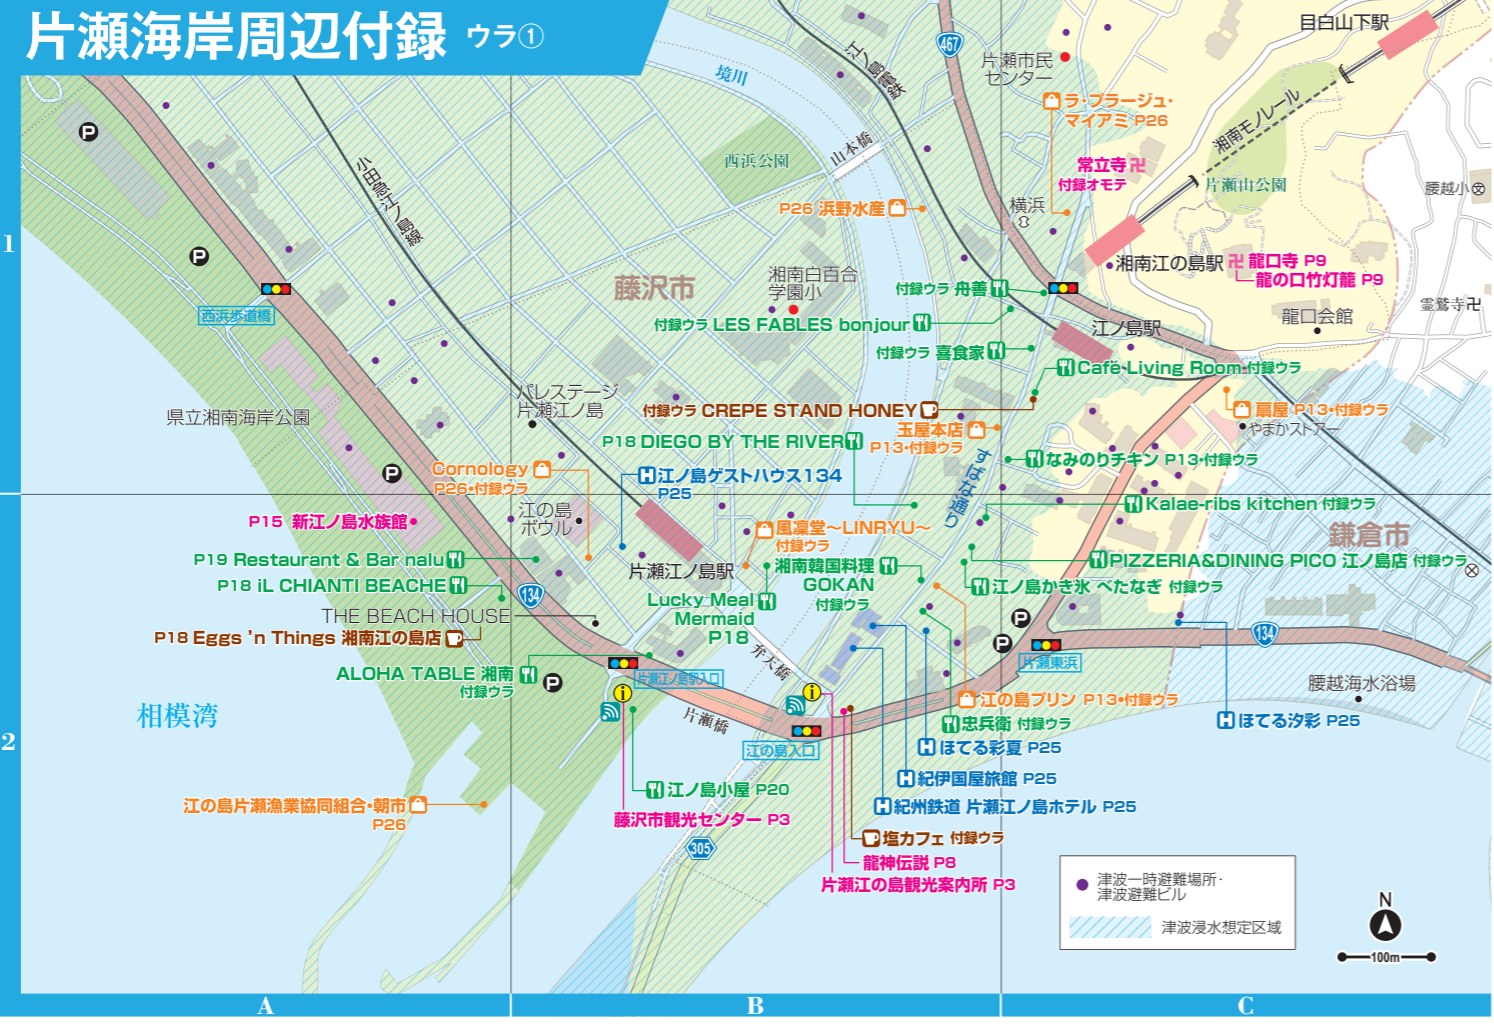 片瀬海岸周辺付録 ウラ①
目白山下駅
467
江ノ島電鉄
境川
片瀬市民
センター
ラ・プラージュ・
マイアミ P26
湘南モノレール
小田急江ノ島線
西浜公園
山本橋
常立寺卍
付録オモテ
片瀬山公園
腰越小
P26 浜野水産
横浜
1
湘南江の島駅
卍 龍口寺 P9
龍の口竹灯籠 P9
藤沢市
湘南白百合
学園小
付録ウラ 舟善
霊鷲寺卍
西浜歩道橋
付録ウラ LES FABLES bonjour
江ノ島駅
龍口会館
付録ウラ 喜食家
Café Living Room 付録ウラ
パレステージ
片瀬江ノ島
県立湘南海岸公園
付録ウラ CREPE STAND HONEY
扇屋 P13・付録ウラ
やまかストアー
玉屋本店
P13・付録ウラ
P18 DIEGO BY THE RIVER
すばな通り
なみのりチキン P13・付録ウラ
Cornology
P26・付録ウラ
江ノ島ゲストハウス134
P25
Kalae-ribs kitchen 付録ウラ
P15 新江ノ島水族館
江の島
ボウル
風凜堂〜LINRYU〜
付録ウラ
鎌倉市
P19 Restaurant & Bar nalu
片瀬江ノ島駅
湘南韓国料理
GOKAN
付録ウラ
PIZZERIA&DINING PICO 江ノ島店 付録ウラ
P18 iL CHIANTI BEACHE
134
江ノ島かき氷 べたなぎ 付録ウラ
Lucky Meal
Mermaid
P18
THE BEACH HOUSE
P18 Eggs ’n Things 湘南江の島店
134
弁天橋
片瀬東浜
ALOHA TABLE 湘南
付録ウラ
片瀬江ノ島駅入口
腰越海水浴場
江の島プリン P13・付録ウラ
相模湾
片瀬橋
忠兵衛 付録ウラ
ほてる汐彩 P25
2
江の島入口
ほてる彩夏 P25
紀伊国屋旅館 P25
江ノ島小屋 P20
江の島片瀬漁業協同組合・朝市
P26
紀州鉄道 片瀬江ノ島ホテル P25
藤沢市観光センター P3
塩カフェ 付録ウラ
305
龍神伝説 P8
片瀬江の島観光案内所 P3
津波一時避難場所・
津波避難ビル
津波浸水想定区域
N
100m
A
B
C